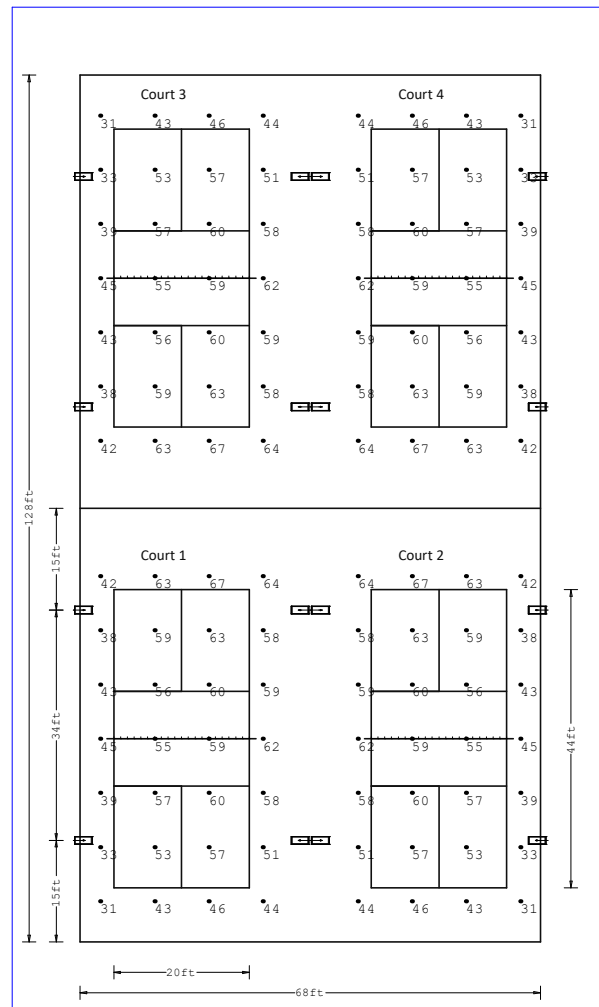 Court 3 Court 4
31 43 46 44 44 46 43 31
33 53 57 51 51 57 53 33
39 57 60 58 58 60 57 39
45 55 59 62 62 59 55 45
43 56 60 59 59 60 56 43
38 59 63 58 58 63 59 38
42 63 67 64 64 67 63 42
128ft
15ft
Court 1 Court 2
42 63 67 64 64 67 63 42
38 59 63 58 58 63 59 38
43 56 60 59 59 60 56 43
34ft
45 55 59 62 62 59 55 45
44ft
39 57 60 58 58 60 57 39
33 53 57 51 51 57 53 33
15ft
31 43 46 44 44 46 43 31
20ft
68ft